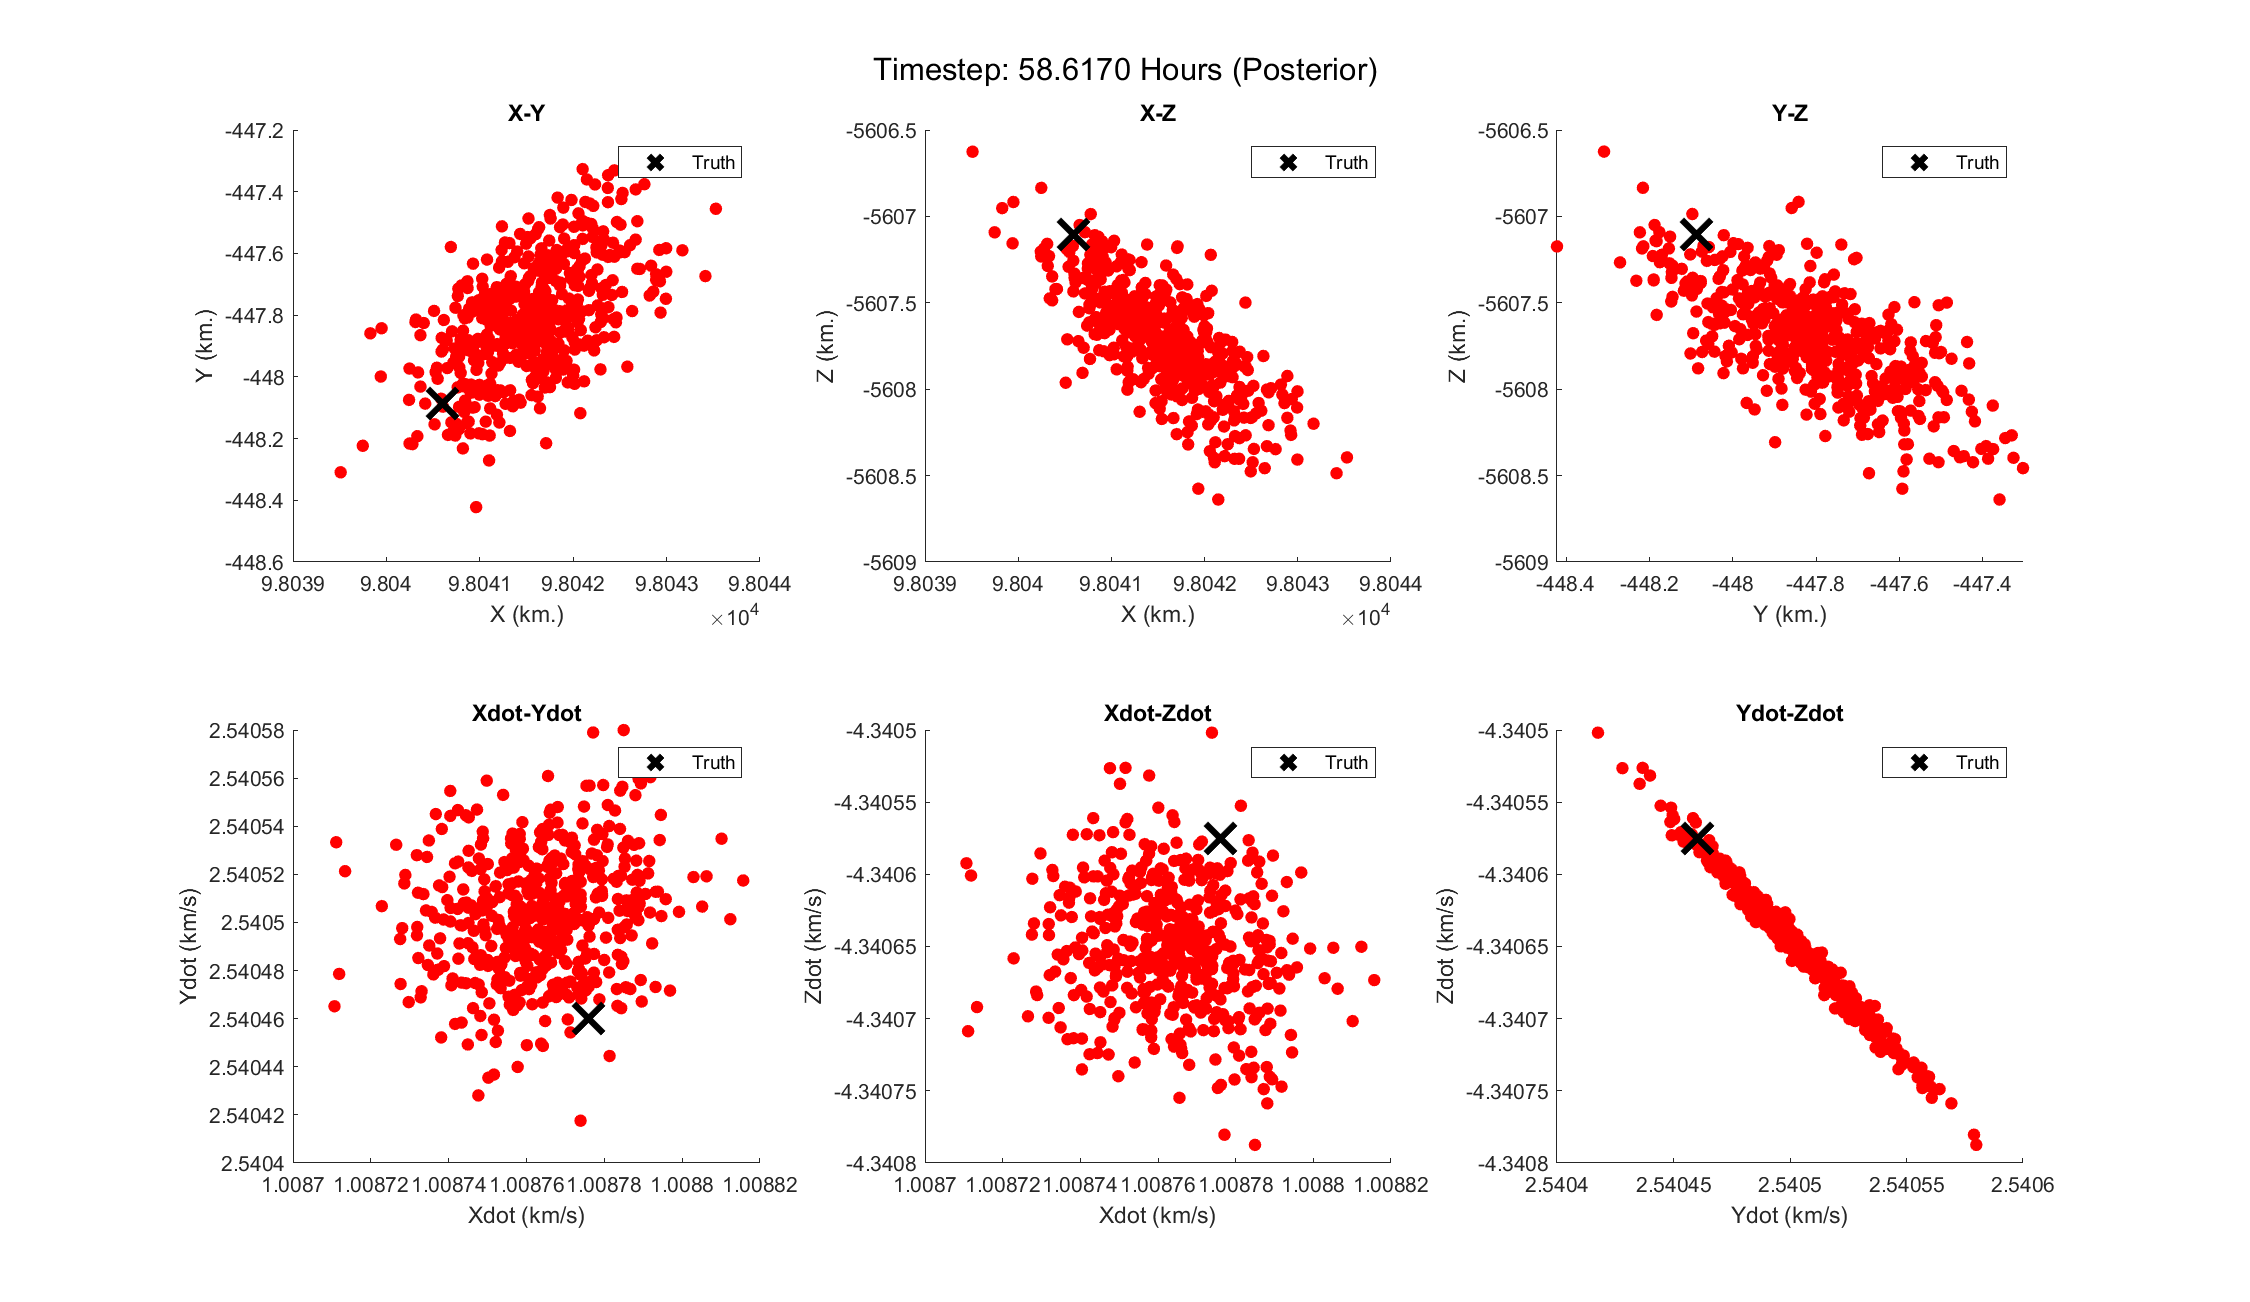 Timestep: 58.6170 Hours (Posterior)
X-Y
-447.2
-447.4
-447.6
-447.8
-448
-448.2
-448.4
-448.6
Y (km.)
Truth
9.8039 9.804 9.8041 9.8042 9.8043 9.8044
X (km.)
×10^4
X-Z
-5606.5
-5607
-5607.5
-5608
-5608.5
-5609
Z (km.)
Truth
9.8039 9.804 9.8041 9.8042 9.8043 9.8044
X (km.)
×10^4
Y-Z
-5606.5
-5607
-5607.5
-5608
-5608.5
-5609
Z (km.)
Truth
-448.4 -448.2 -448 -447.8 -447.6 -447.4
Y (km.)
Xdot-Ydot
2.54058
2.54056
2.54054
2.54052
2.5405
2.54048
2.54046
2.54044
2.54042
2.5404
Ydot (km/s)
Truth
1.0087 1.00872 1.00874 1.00876 1.00878 1.0088 1.00882
Xdot (km/s)
Xdot-Zdot
-4.3405
-4.34055
-4.3406
-4.34065
-4.3407
-4.34075
-4.3408
Zdot (km/s)
Truth
1.0087 1.00872 1.00874 1.00876 1.00878 1.0088 1.00882
Xdot (km/s)
Ydot-Zdot
-4.3405
-4.34055
-4.3406
-4.34065
-4.3407
-4.34075
-4.3408
Zdot (km/s)
Truth
2.5404 2.54045 2.5405 2.54055 2.5406
Ydot (km/s)